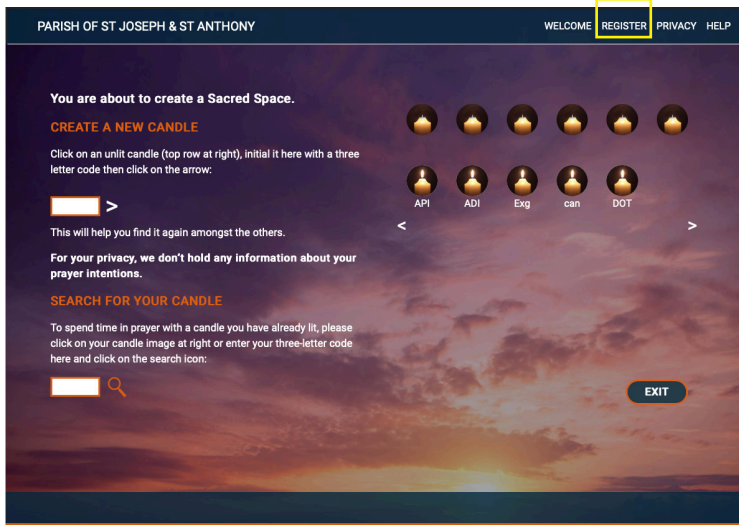 PARISH OF ST JOSEPH & ST ANTHONY
WELCOME REGISTER PRIVACY HELP
You are about to create a Sacred Space.
CREATE A NEW CANDLE
Click on an unlit candle (top row at right), initial it here with a three
letter code then click on the arrow:
>
This will help you find it again amongst the others.
For your privacy, we don't hold any information about your
prayer intentions.
SEARCH FOR YOUR CANDLE
To spend time in prayer with a candle you have already lit, please
click on your candle image at right or enter your three-letter code
here and click on the search icon:
API ADI Exg can DOT
< >
EXIT